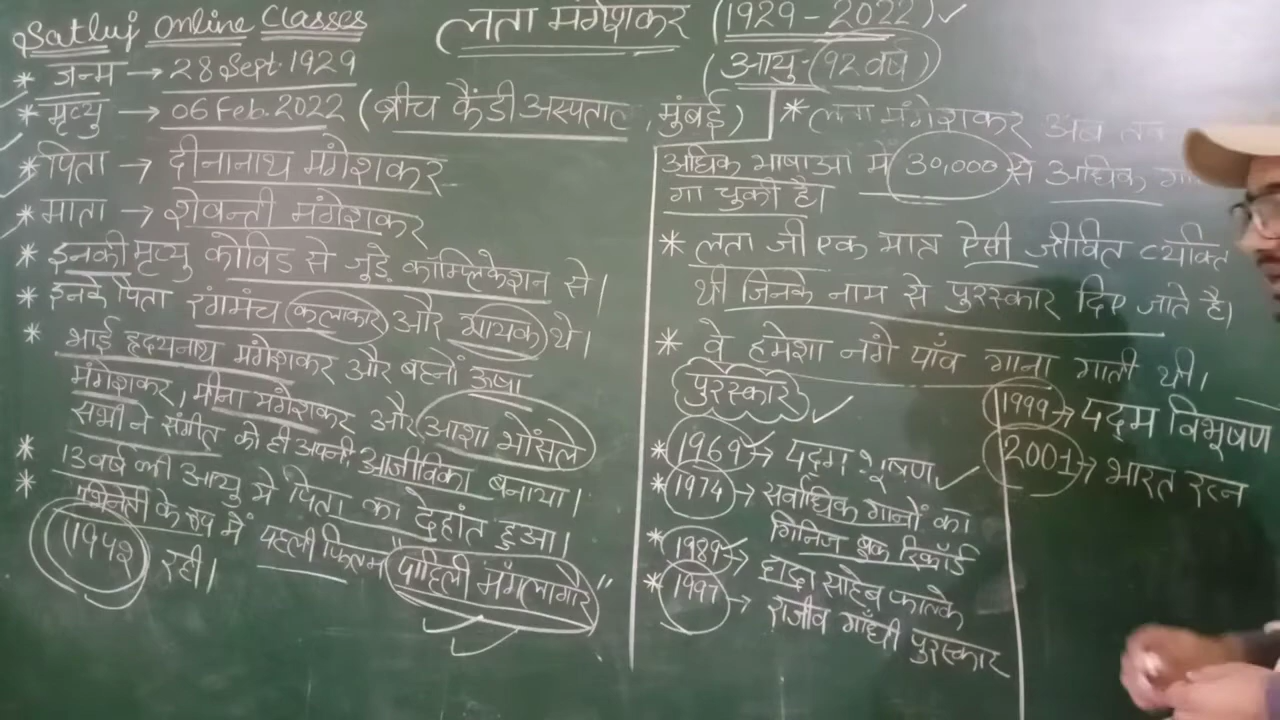 Satluj Online Classes
लता मंगेशकर (1929 - 2022)
(आयु - 92 वर्ष)
* जन्म → 28 Sept. 1929
* मृत्यु → 06 Feb. 2022 (ब्रीच कैंडी अस्पताल, मुंबई)
* पिता → दीनानाथ मंगेशकर
* माता → शेवन्ती मंगेशकर
* इनकी मृत्यु कोविड से जुड़े काम्प्लिकेशन से।
* इनके पिता रंगमंच कलाकार और गायक थे।
* भाई हृदयनाथ मंगेशकर और बहनों ऊषा
मंगेशकर, मीना मंगेशकर और आशा भोंसले
सभी ने संगीत को ही अपनी आजीविका बनाया।
* 13 वर्ष की आयु में पिता का देहांत हुआ।
* के रूप में पहली फिल्म "पाहिली मंगलागौर"
(1942) रही।
* लता मंगेशकर अब तक
अधिक भाषाओं में 30,000 से अधिक
गा चुकी है।
* लता जी एक मात्र ऐसी जीवित व्यक्ति
थी जिनके नाम से पुरस्कार दिए जाते है।
* वे हमेशा नंगे पाँव गाना गाती थी।
पुरस्कार
* 1969 → पद्म भूषण
* 1974 → सर्वाधिक गानों का
गिनिज बुक रिकॉर्ड
* 1989 → दादा साहेब फाल्के
* 1997 → राजीव गाँधी पुरस्कार
1999 → पद्म विभूषण
2001 → भारत रत्न